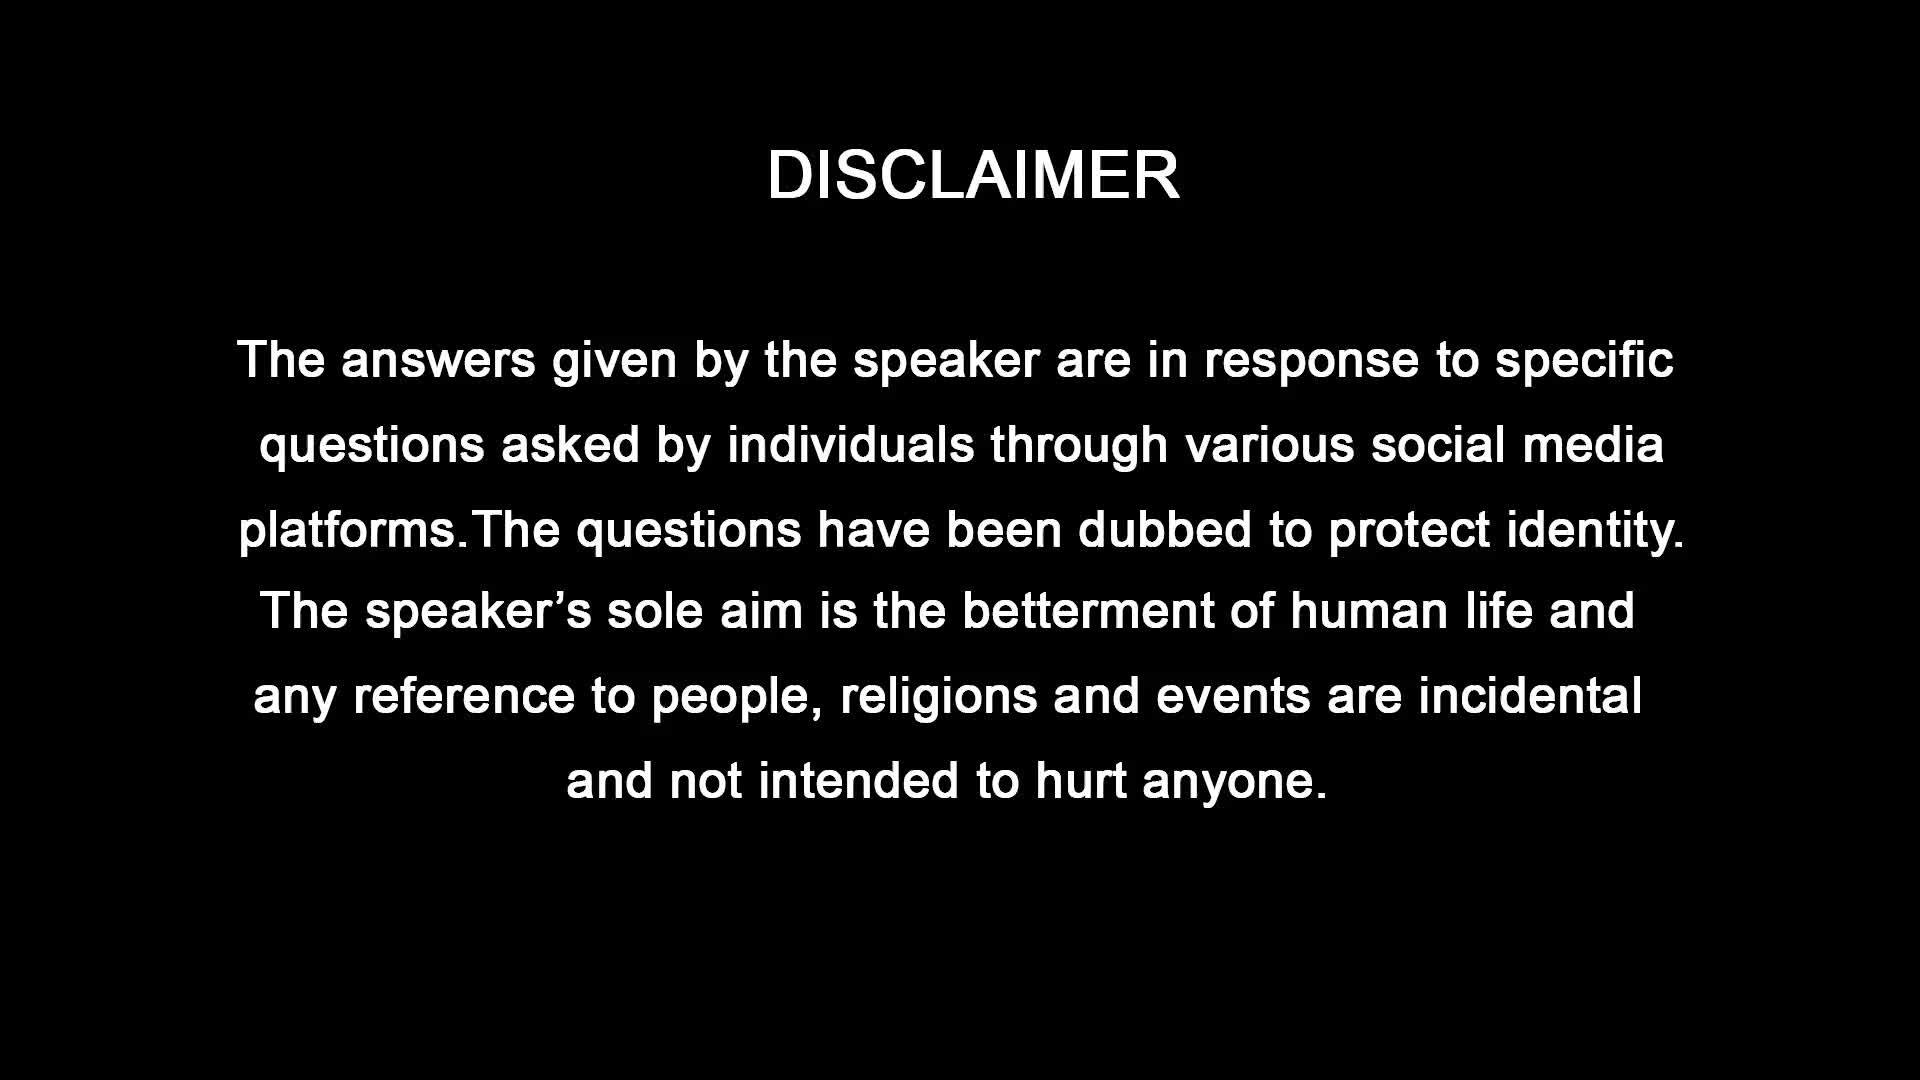 DISCLAIMER
The answers given by the speaker are in response to specific
questions asked by individuals through various social media
platforms.The questions have been dubbed to protect identity.
The speaker’s sole aim is the betterment of human life and
any reference to people, religions and events are incidental
and not intended to hurt anyone.